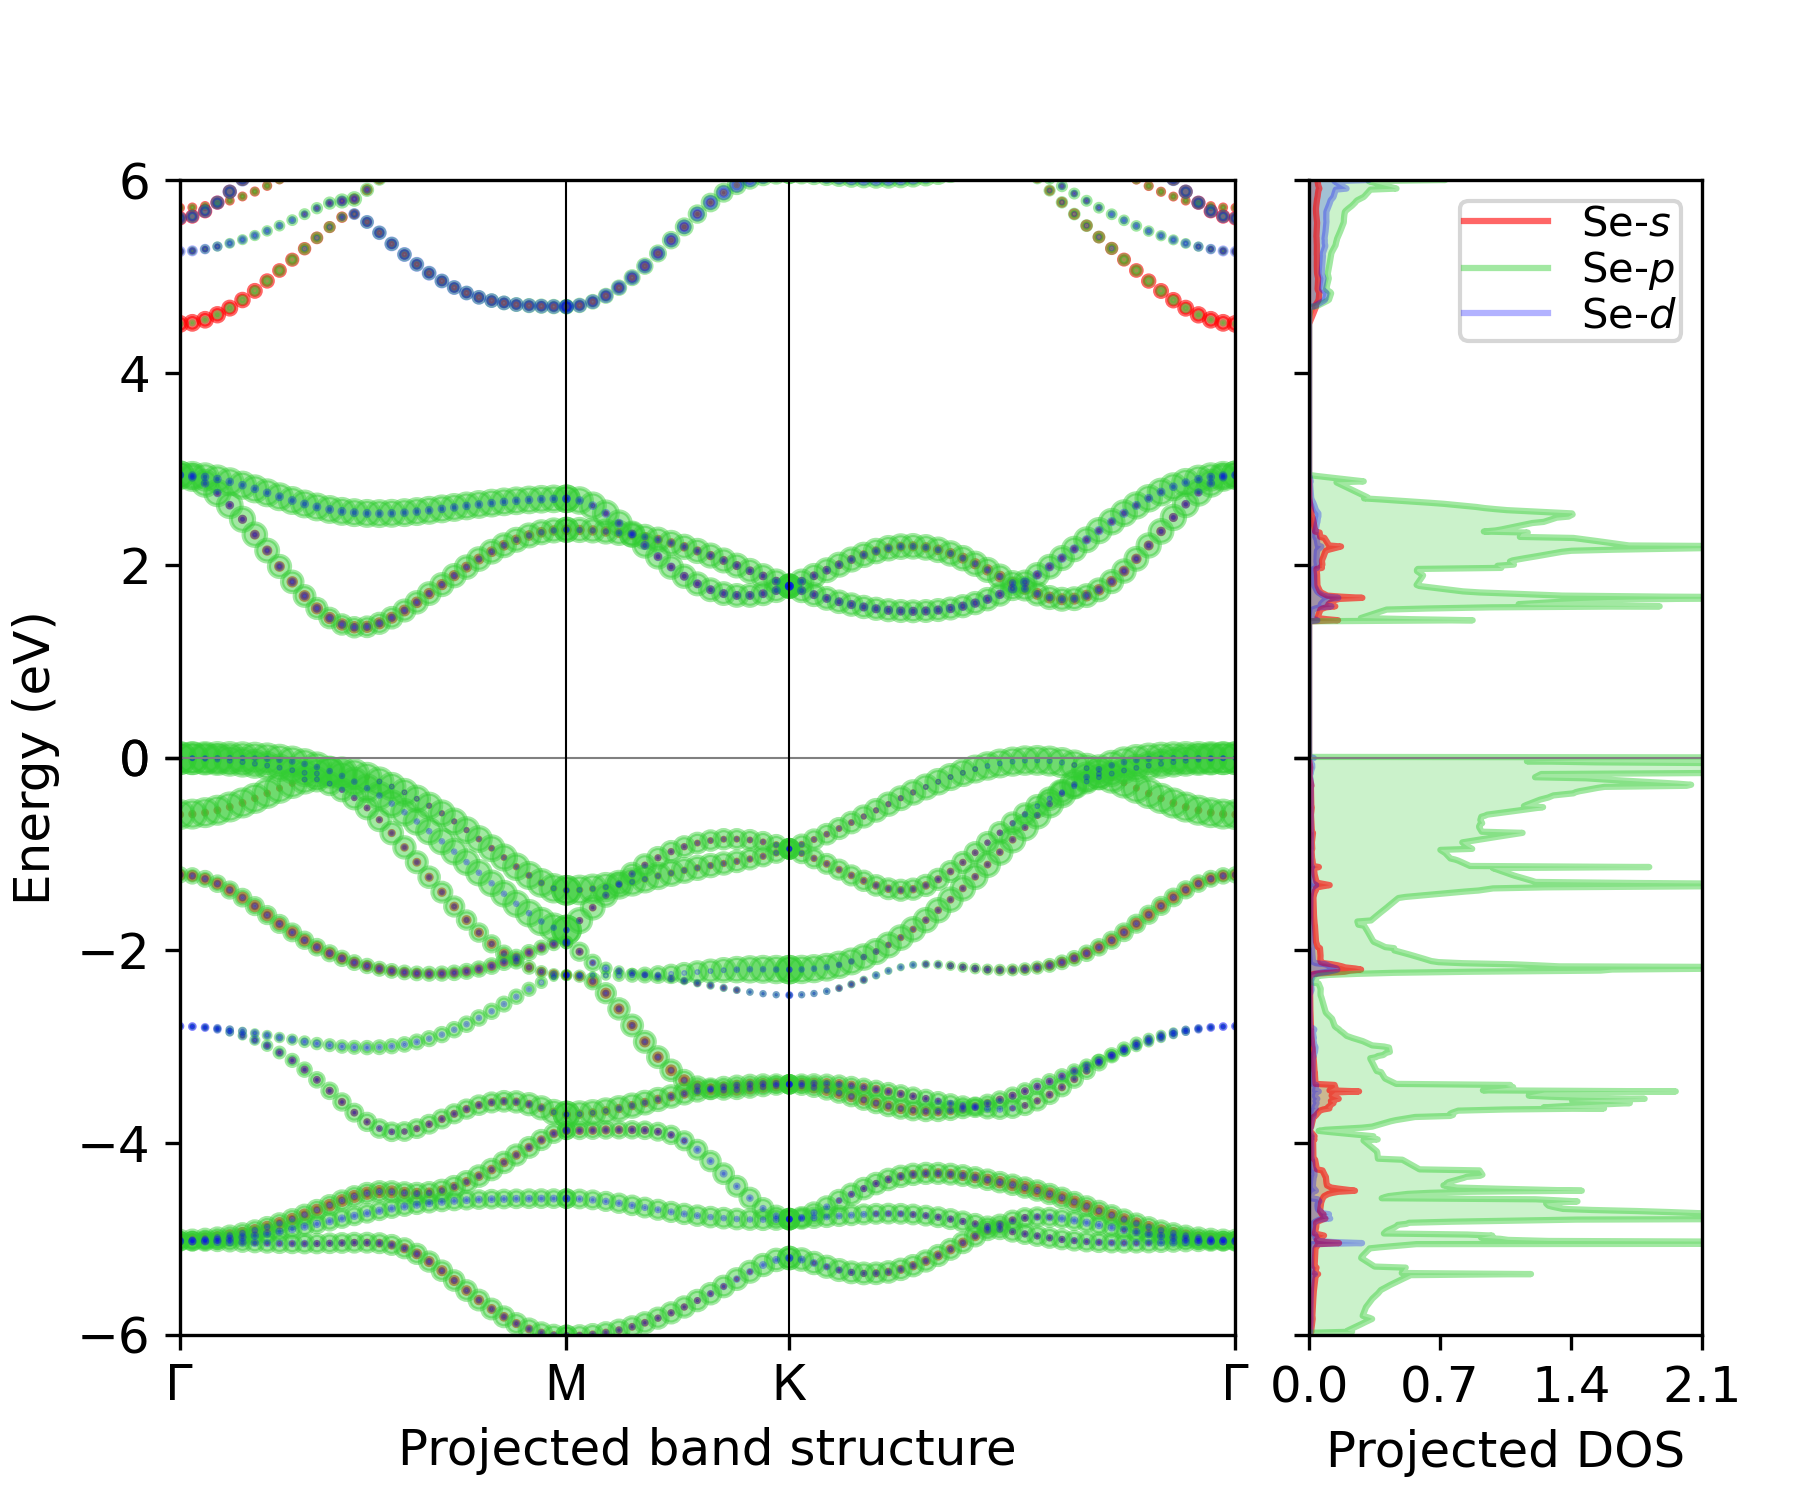 Energy (eV)
6
4
2
0
−2
−4
−6
Γ
M
K
Γ
Projected band structure
Se-s
Se-p
Se-d
0.0
0.7
1.4
2.1
Projected DOS